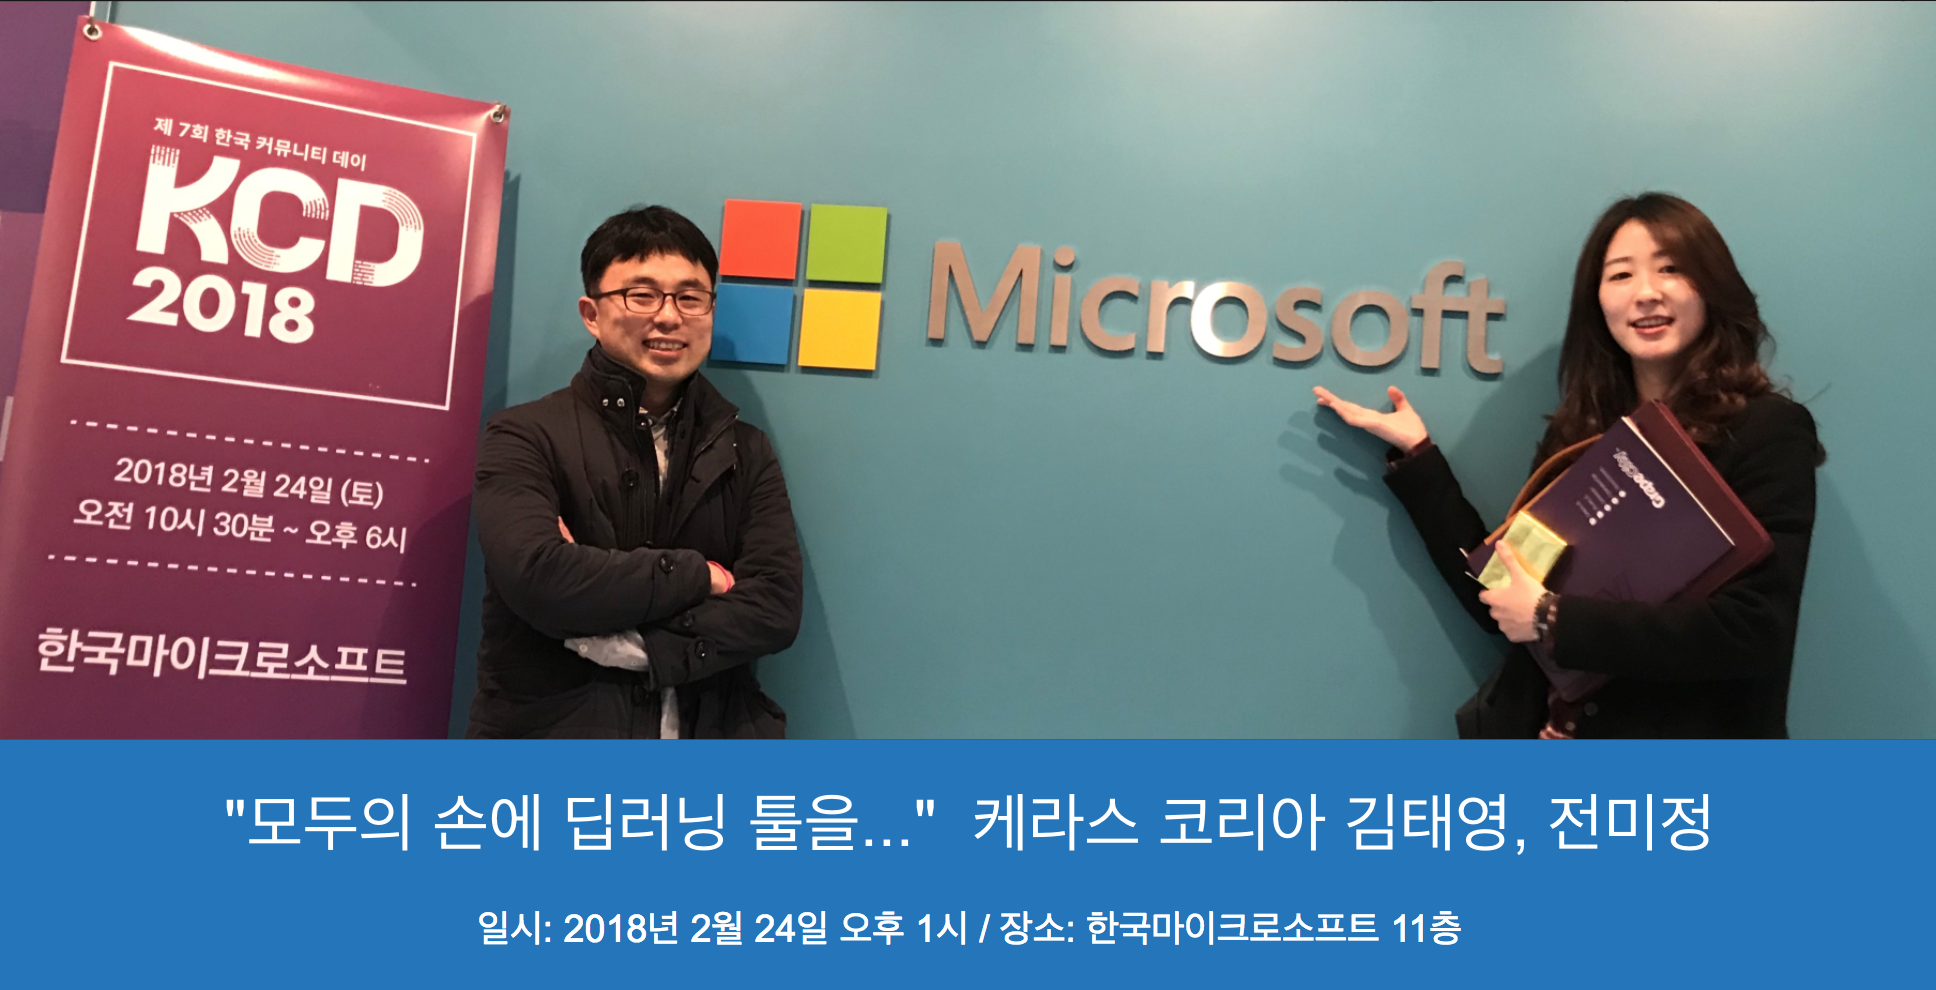 제 7회 한국 커뮤니티 데이
KCD
2018
2018년 2월 24일 (토)
오전 10시 30분 ~ 오후 6시
한국마이크로소프트
Microsoft
GrapeCity
"모두의 손에 딥러닝 툴을..." 케라스 코리아 김태영, 전미정
일시: 2018년 2월 24일 오후 1시 / 장소: 한국마이크로소프트 11층